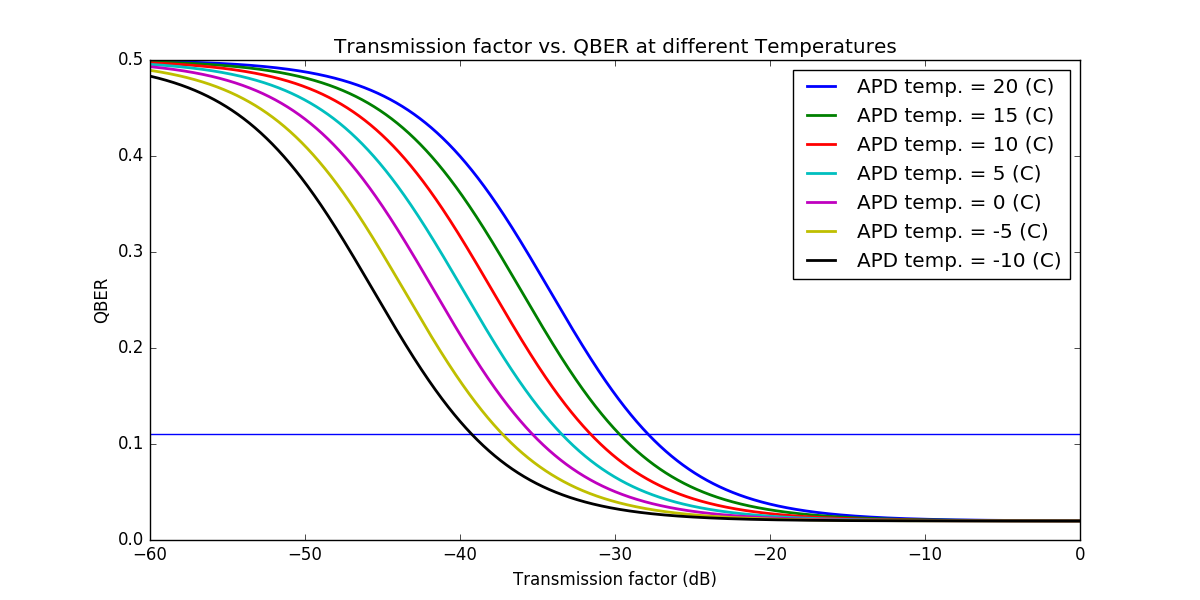 Transmission factor vs. QBER at different Temperatures
0.5
0.4
0.3
0.2
0.1
0.0
QBER
APD temp. = 20 (C)
APD temp. = 15 (C)
APD temp. = 10 (C)
APD temp. = 5 (C)
APD temp. = 0 (C)
APD temp. = -5 (C)
APD temp. = -10 (C)
−60 −50 −40 −30 −20 −10 0
Transmission factor (dB)